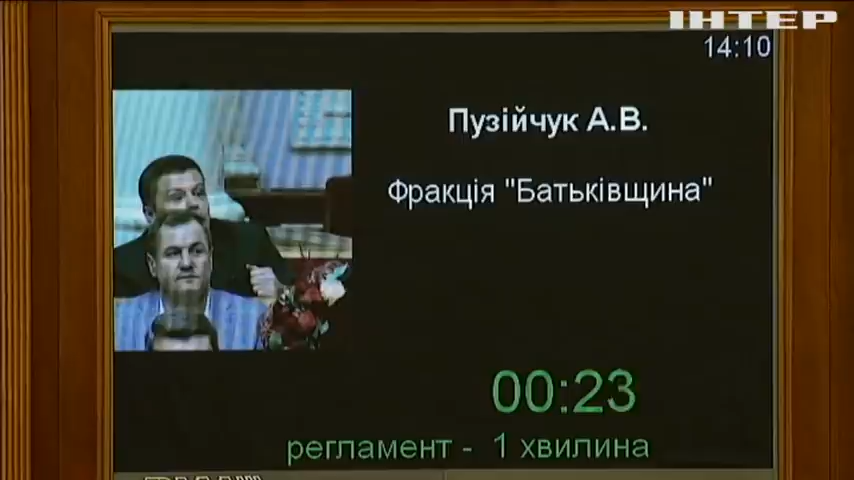 ІНТЕР
14:10
Пузійчук А.В.
Фракція "Батьківщина"
00:23
регламент - 1 хвилина